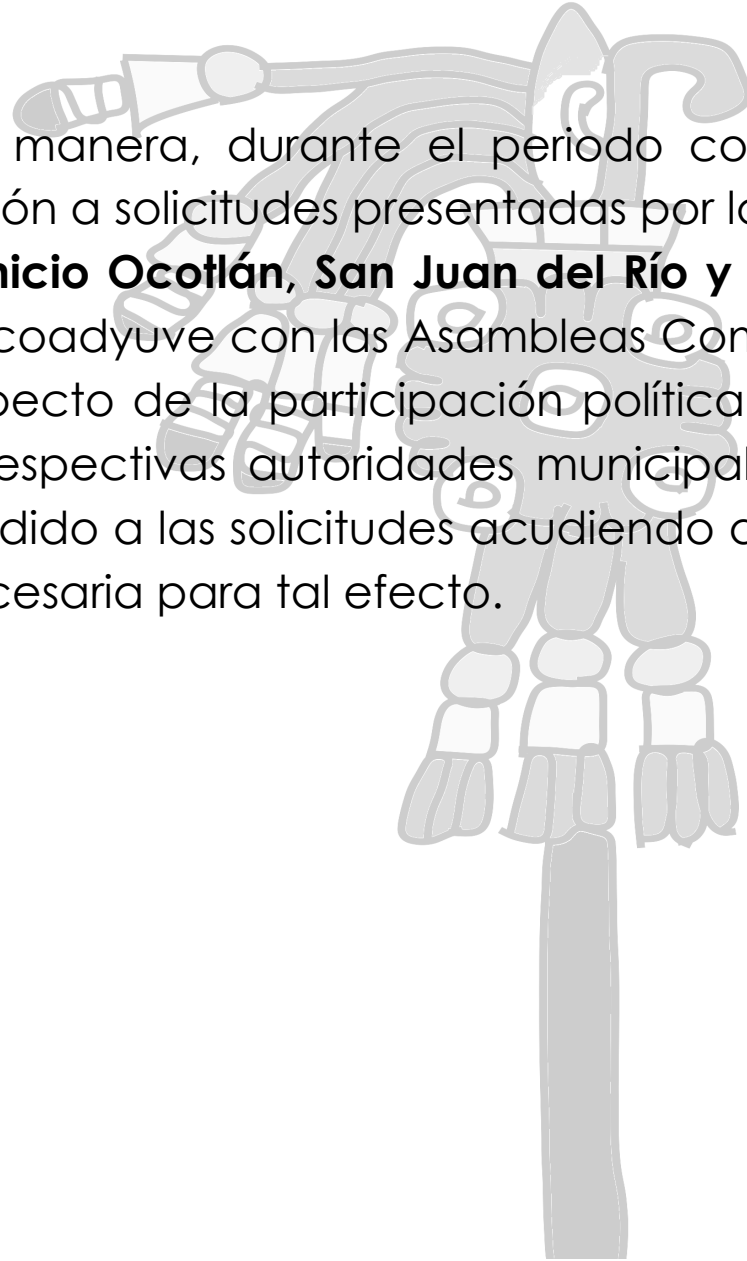 manera, durante el periodo co
ón a solicitudes presentadas por l
nicio Ocotlán, San Juan del Río y
coadyuve con las Asambleas Con
pecto de la participación política
espectivas autoridades municipal
dido a las solicitudes acudiendo a
cesaria para tal efecto.